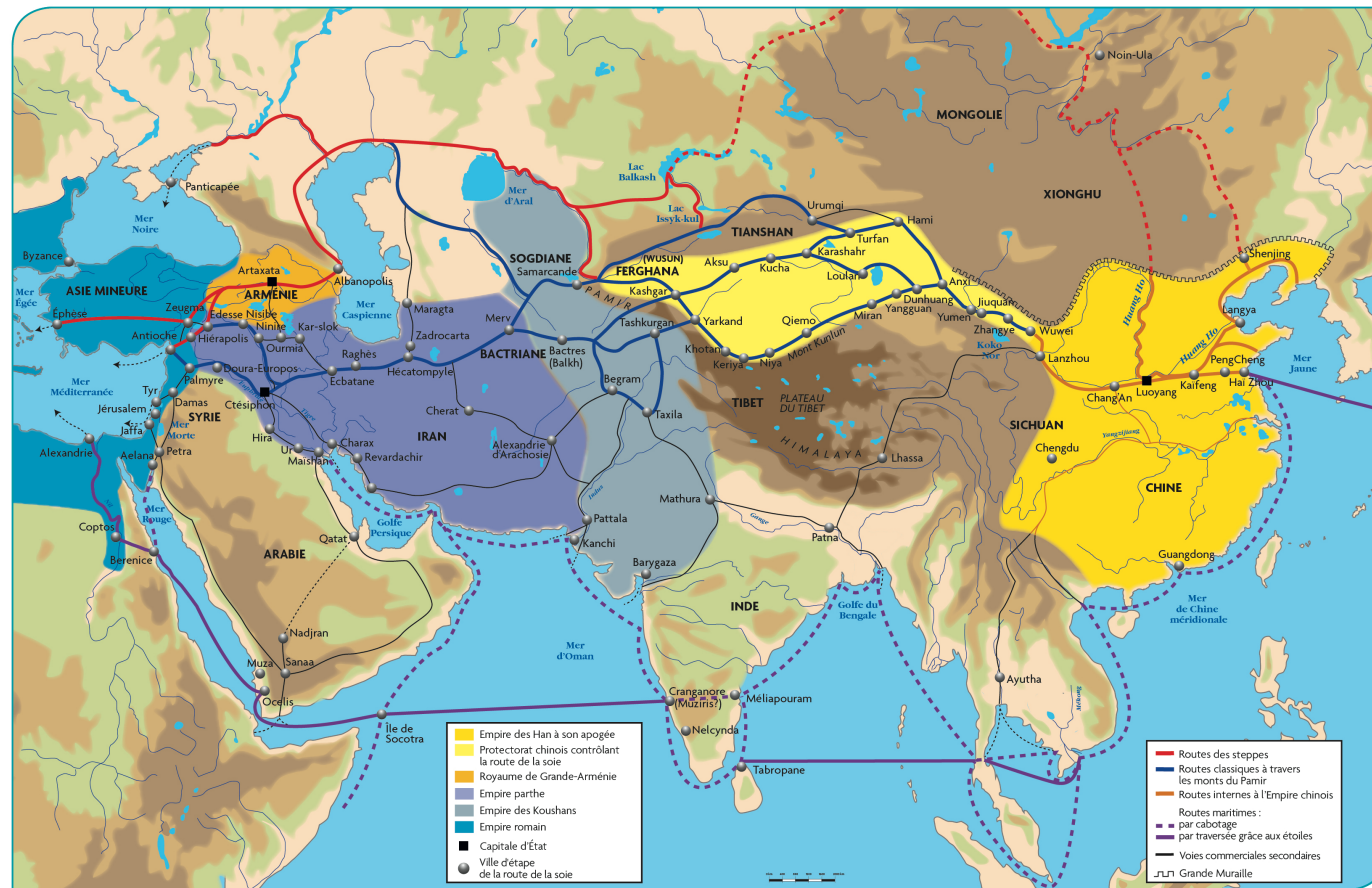 Noin-Ula
MONGOLIE
XIONGHU
Lac
Balkash
Lac
Issyk-kul
Mer
d'Aral
Panticapée
Mer
Noire
Byzance
Mer
Égée
ASIE MINEURE
Éphèse
Artaxata
ARMÉNIE
Albanopolis
Mer
Caspienne
Zeugma
Edesse
Nisibe
Ninire
Kar-slok
Antioche
Hiérapolis
Ourmia
Maragta
Zadrocarta
Merv
SOGDIANE
Samarcande
(WUSUN)
FERGHANA
PAMIR
TIANSHAN
Urumqi
Hami
Turfan
Karashahr
Aksu
Kucha
Loulan
Kashgar
Anxi
Dunhuang
Yangguan
Miran
Qiemo
Mont Kunlun
Yumen
Jiuquan
Zhangye
Wuwei
Koko
Nor
Lanzhou
Shenjing
Langya
Huang Ho
Huang Ho
PengCheng
Hai Zhou
Kaifeng
Luoyang
Chang'An
Mer
Jaune
Tashkurgan
Yarkand
Khotan
Keriya
Niya
BACTRIANE
Bactres
(Balkh)
Begram
Taxila
Mer
Méditerranée
Palmyre
Doura-Europos
Raghès
Ecbatane
Hécatompyle
Ctésiphon
Tigre
Tyr
Damas
Jérusalem
Jaffa
SYRIE
Mer
Morte
Alexandrie
Aelana
Petra
Hira
Ur
Maishan
Charax
Revardachir
Cherat
IRAN
Alexandrie
d'Arachosie
TIBET
PLATEAU
DU TIBET
HIMALAYA
Lhassa
SICHUAN
Chengdu
Yangzijiang
CHINE
Guangdong
Mer
de Chine
méridionale
Coptos
Mer
Rouge
Berenice
ARABIE
Qatat
Golfe
Persique
Indus
Pattala
Kanchi
Mathura
Gange
Patna
Barygaza
INDE
Golfe du
Bengale
Mer
d'Oman
Nadjran
Muza
Sanaa
Ocelis
Île de
Socotra
Cranganore
(Muziris?)
Méliapouram
Nelcynda
Tabropane
Ayutha
Mékong
Empire des Han à son apogée
Protectorat chinois contrôlant
la route de la soie
Royaume de Grande-Arménie
Empire parthe
Empire des Koushans
Empire romain
Capitale d'État
Ville d'étape
de la route de la soie
Routes des steppes
Routes classiques à travers
les monts du Pamir
Routes internes à l'Empire chinois
Routes maritimes :
par cabotage
par traversée grâce aux étoiles
Voies commerciales secondaires
Grande Muraille